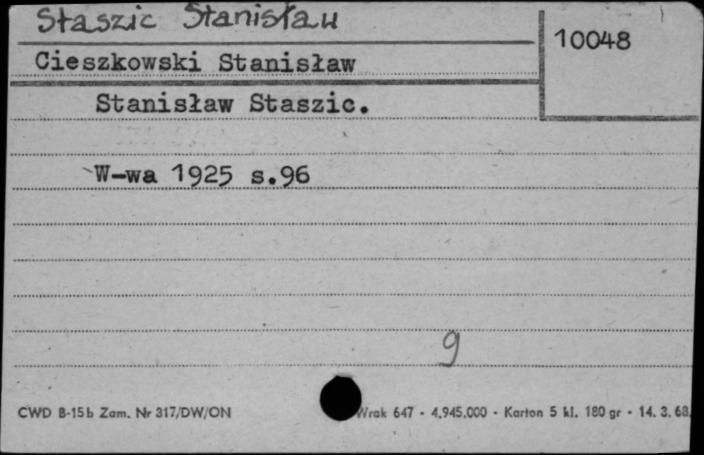 Staszic Stanisław
10048
Cieszkowski Stanisław
Stanisław Staszic.
W-wa 1925 s.96
9
CWD B-15b Zam. Nr 317/DW/ON
Wrak 647 - 4.945.000 - Karton 5 kl. 180 gr - 14. 3. 63.